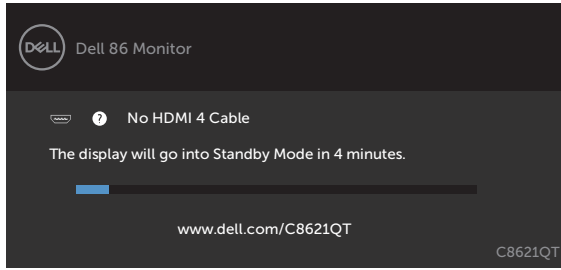 DELL
Dell 86 Monitor
? No HDMI 4 Cable
The display will go into Standby Mode in 4 minutes.
www.dell.com/C8621QT
C8621QT